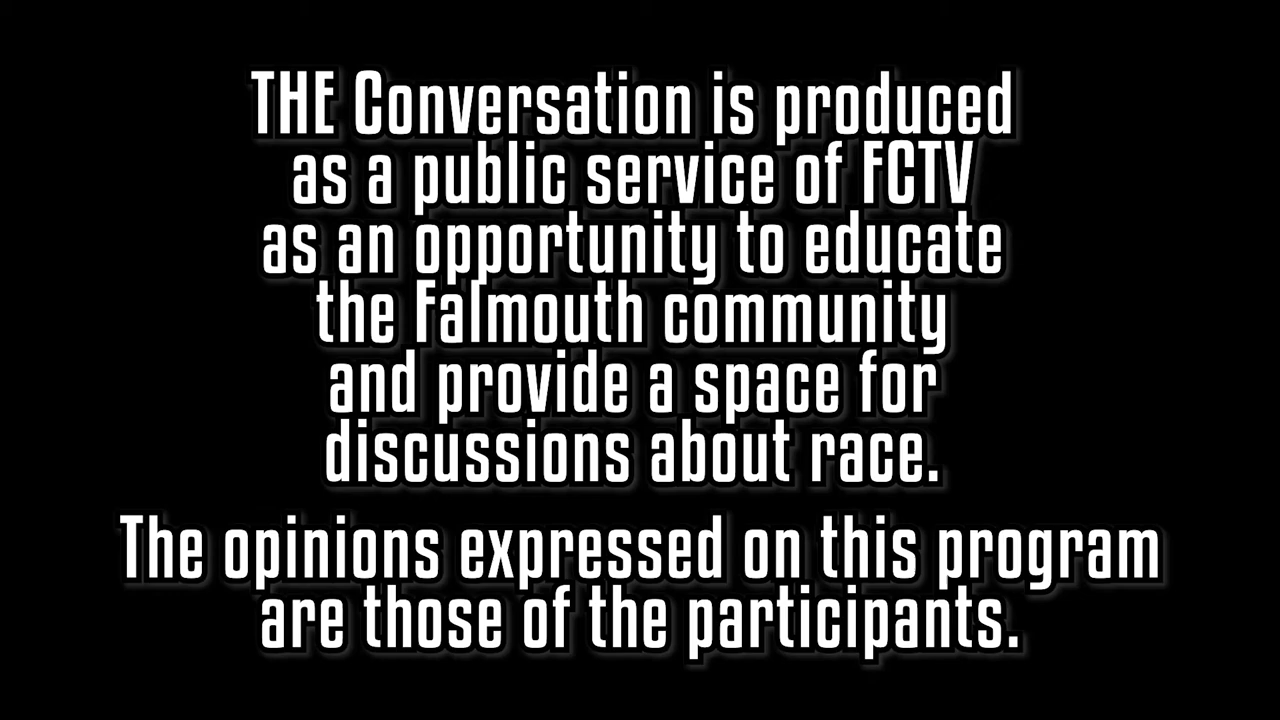 THE Conversation is produced
as a public service of FCTV
as an opportunity to educate
the Falmouth community
and provide a space for
discussions about race.
The opinions expressed on this program
are those of the participants.